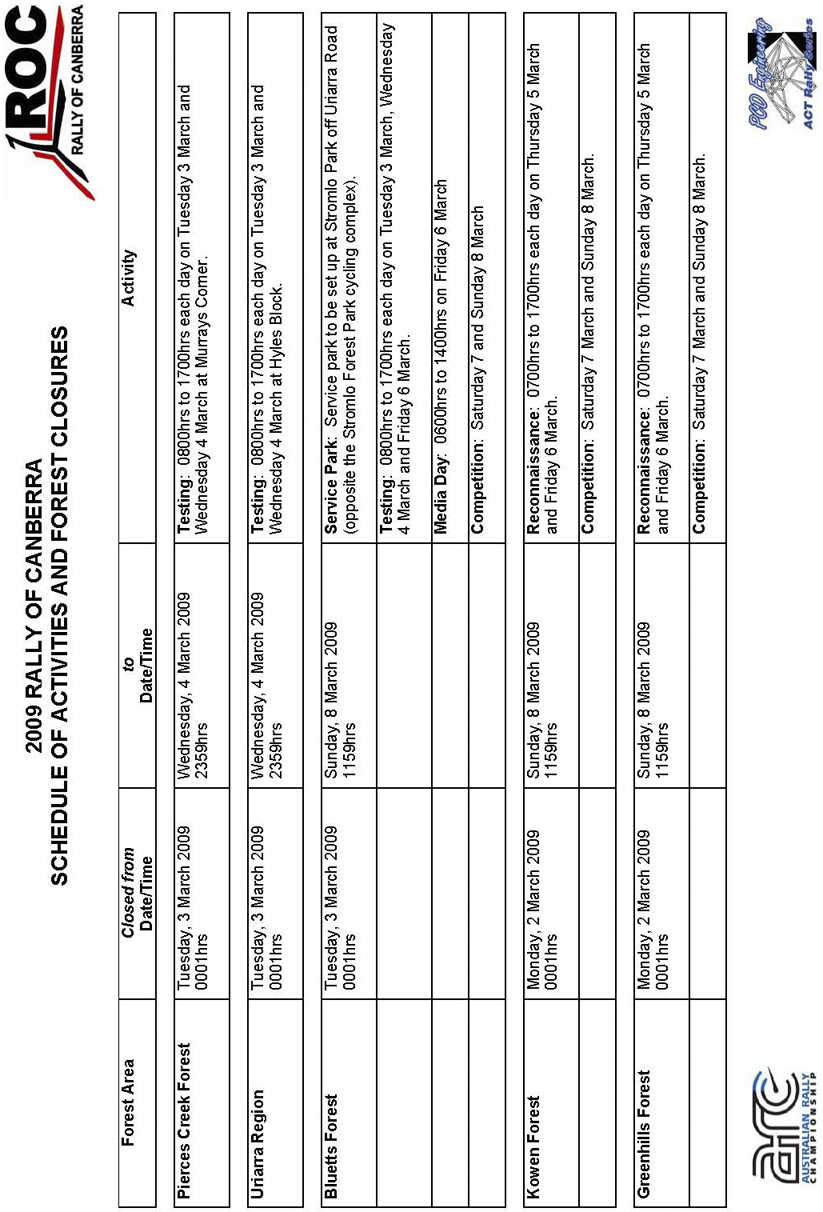 ROC
RALLY OF CANBERRA
2009 RALLY OF CANBERRA
SCHEDULE OF ACTIVITIES AND FOREST CLOSURES
Forest Area
Closed from
Date/Time
to
Date/Time
Activity
Pierces Creek Forest
Tuesday, 3 March 2009
0001hrs
Wednesday, 4 March 2009
2359hrs
Testing: 0800hrs to 1700hrs each day on Tuesday 3 March and
Wednesday 4 March at Murrays Corner.
Uriarra Region
Tuesday, 3 March 2009
0001hrs
Wednesday, 4 March 2009
2359hrs
Testing: 0800hrs to 1700hrs each day on Tuesday 3 March and
Wednesday 4 March at Hyles Block.
Bluetts Forest
Tuesday, 3 March 2009
0001hrs
Sunday, 8 March 2009
1159hrs
Service Park: Service park to be set up at Stromlo Park off Uriarra Road
(opposite the Stromlo Forest Park cycling complex).
Testing: 0800hrs to 1700hrs each day on Tuesday 3 March, Wednesday
4 March and Friday 6 March.
Media Day: 0600hrs to 1400hrs on Friday 6 March
Competition: Saturday 7 and Sunday 8 March
Kowen Forest
Monday, 2 March 2009
0001hrs
Sunday, 8 March 2009
1159hrs
Reconnaissance: 0700hrs to 1700hrs each day on Thursday 5 March
and Friday 6 March.
Competition: Saturday 7 March and Sunday 8 March.
Greenhills Forest
Monday, 2 March 2009
0001hrs
Sunday, 8 March 2009
1159hrs
Reconnaissance: 0700hrs to 1700hrs each day on Thursday 5 March
and Friday 6 March.
Competition: Saturday 7 March and Sunday 8 March.
arc
AUSTRALIAN RALLY
CHAMPIONSHIP
ACT Rally Series